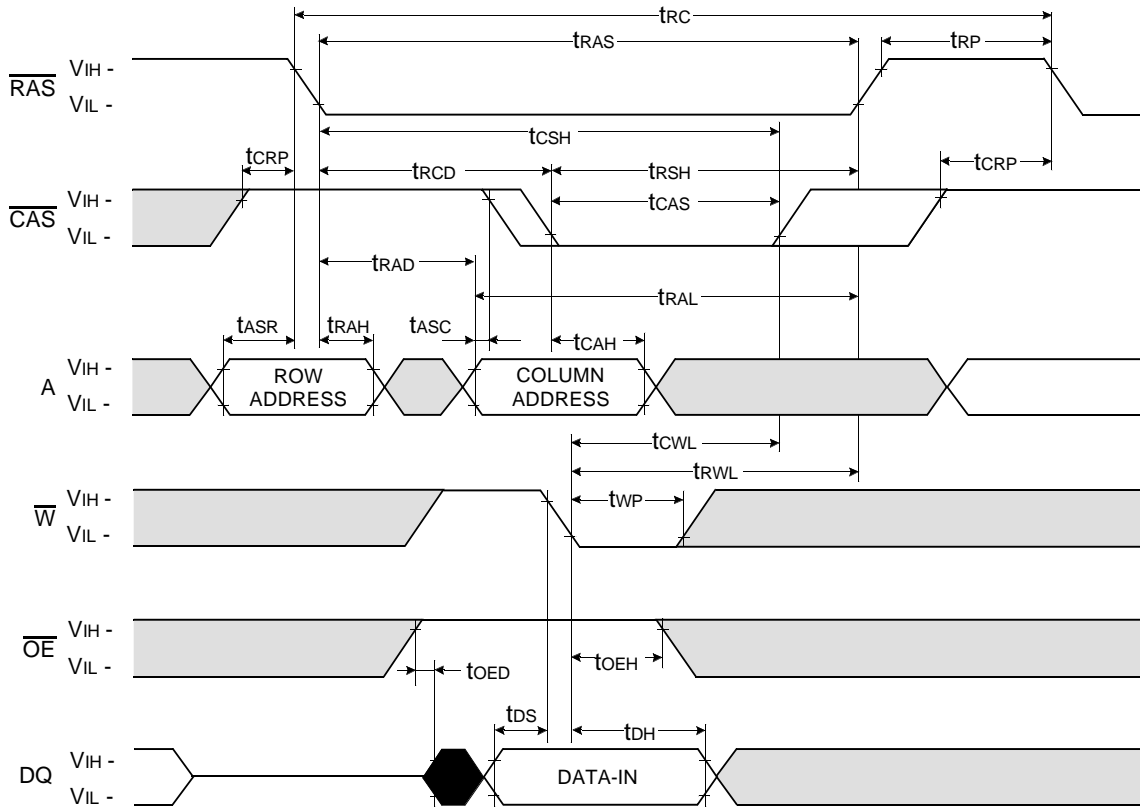 tRC
tRAS
tRP
RAS
VIH -
VIL -
tCSH
tCRP
tRCD
tRSH
tCRP
CAS
VIH -
VIL -
tCAS
tRAD
tRAL
tASR
tRAH
tASC
tCAH
A
VIH -
VIL -
ROW
ADDRESS
COLUMN
ADDRESS
tCWL
tRWL
W
VIH -
VIL -
tWP
OE
VIH -
VIL -
tOED
tOEH
tDS
tDH
DQ
VIH -
VIL -
DATA-IN